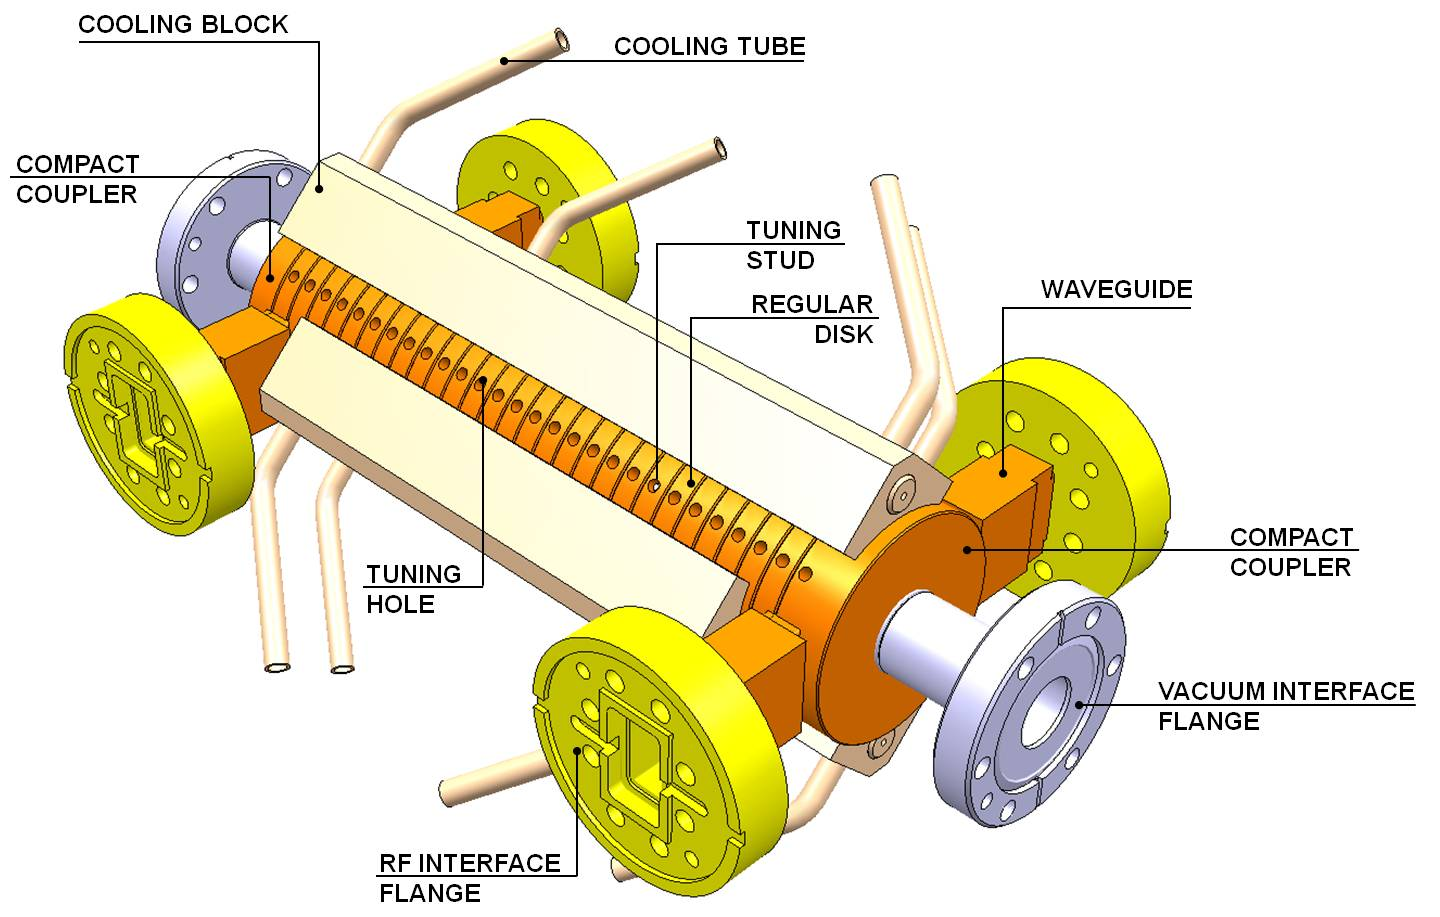 COOLING BLOCK
COOLING TUBE
COMPACT
COUPLER
TUNING
STUD
REGULAR
DISK
WAVEGUIDE
COMPACT
COUPLER
TUNING
HOLE
VACUUM INTERFACE
FLANGE
RF INTERFACE
FLANGE